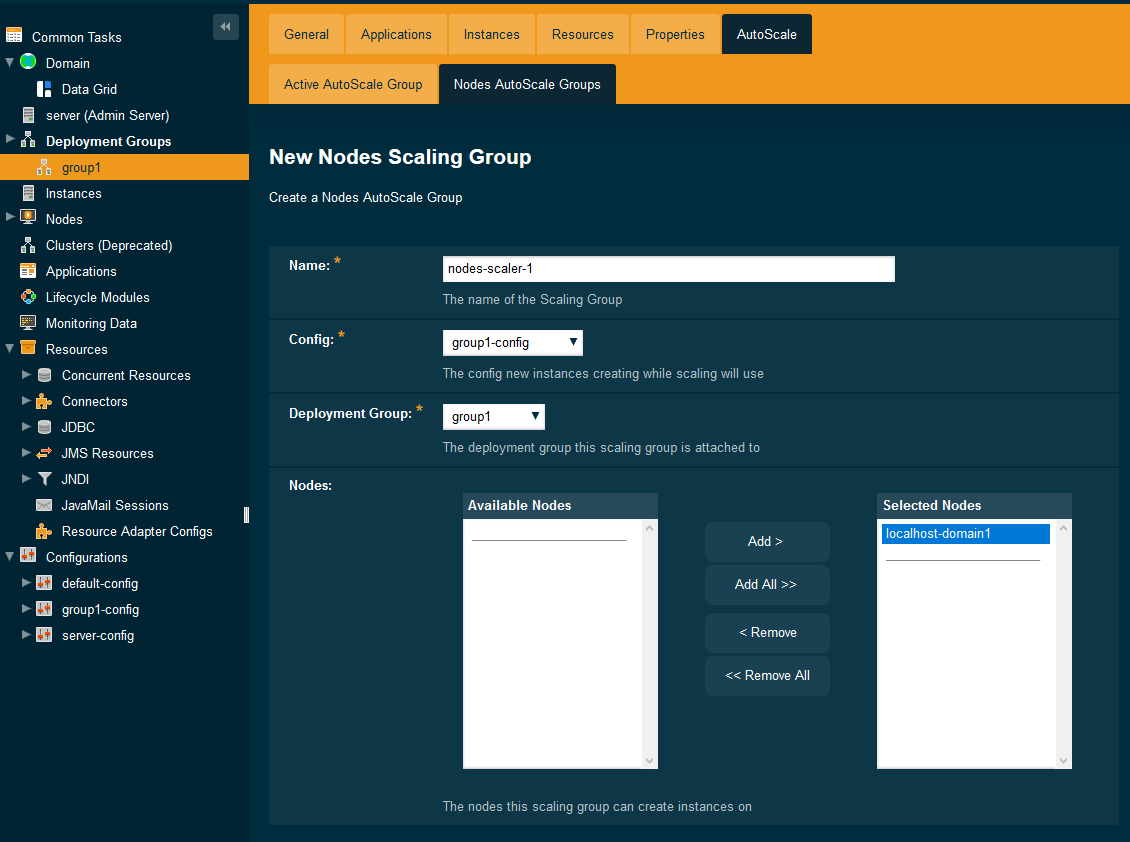 Common Tasks
Domain
Data Grid
server (Admin Server)
Deployment Groups
group1
Instances
Nodes
Clusters (Deprecated)
Applications
Lifecycle Modules
Monitoring Data
Resources
Concurrent Resources
Connectors
JDBC
JMS Resources
JNDI
JavaMail Sessions
Resource Adapter Configs
Configurations
default-config
group1-config
server-config
General Applications Instances Resources Properties AutoScale
Active AutoScale Group Nodes AutoScale Groups
New Nodes Scaling Group
Create a Nodes AutoScale Group
Name: * nodes-scaler-1
The name of the Scaling Group
Config: * group1-config
The config new instances creating while scaling will use
Deployment Group: * group1
The deployment group this scaling group is attached to
Nodes:
Available Nodes
Add >
Add All >>
< Remove
<< Remove All
Selected Nodes
localhost-domain1
The nodes this scaling group can create instances on